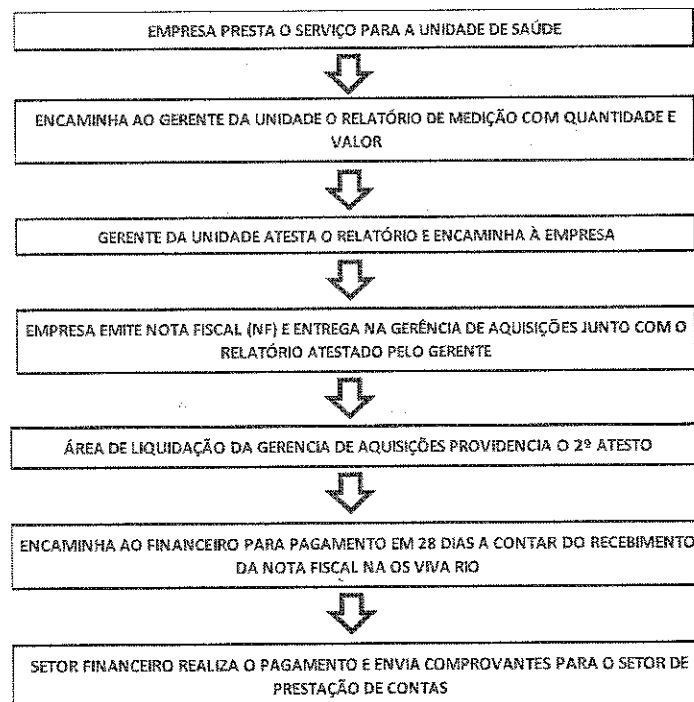 EMPRESA PRESTA O SERVIÇO PARA A UNIDADE DE SAÚDE
ENCAMINHA AO GERENTE DA UNIDADE O RELATÓRIO DE MEDIÇÃO COM QUANTIDADE E
VALOR
GERENTE DA UNIDADE ATESTA O RELATÓRIO E ENCAMINHA À EMPRESA
EMPRESA EMITE NOTA FISCAL (NF) E ENTREGA NA GERÊNCIA DE AQUISIÇÕES JUNTO COM O
RELATÓRIO ATESTADO PELO GERENTE
ÁREA DE LIQUIDAÇÃO DA GERENCIA DE AQUISIÇÕES PROVIDENCIA O 2º ATESTO
ENCAMINHA AO FINANCEIRO PARA PAGAMENTO EM 28 DIAS A CONTAR DO RECEBIMENTO
DA NOTA FISCAL NA OS VIVA RIO
SETOR FINANCEIRO REALIZA O PAGAMENTO E ENVIA COMPROVANTES PARA O SETOR DE
PRESTAÇÃO DE CONTAS